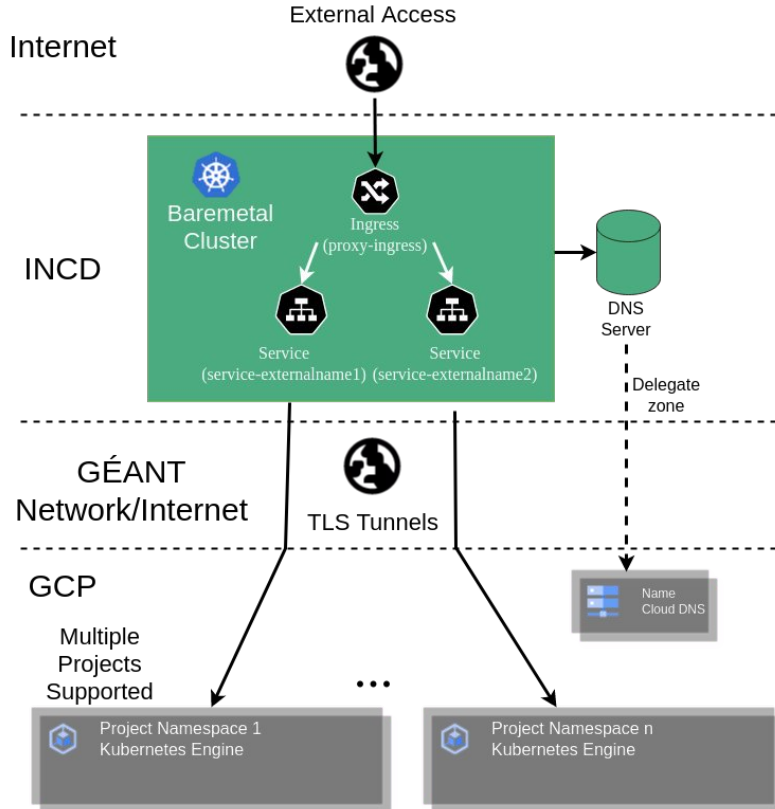 External Access
Internet
Baremetal
Cluster
Ingress
(proxy-ingress)
INCD
DNS
Server
Service
(service-externalname1)
Service
(service-externalname2)
Delegate
zone
GÉANT
Network/Internet
TLS Tunnels
GCP
Name
Cloud DNS
Multiple
Projects
Supported
...
Project Namespace 1
Kubernetes Engine
Project Namespace n
Kubernetes Engine